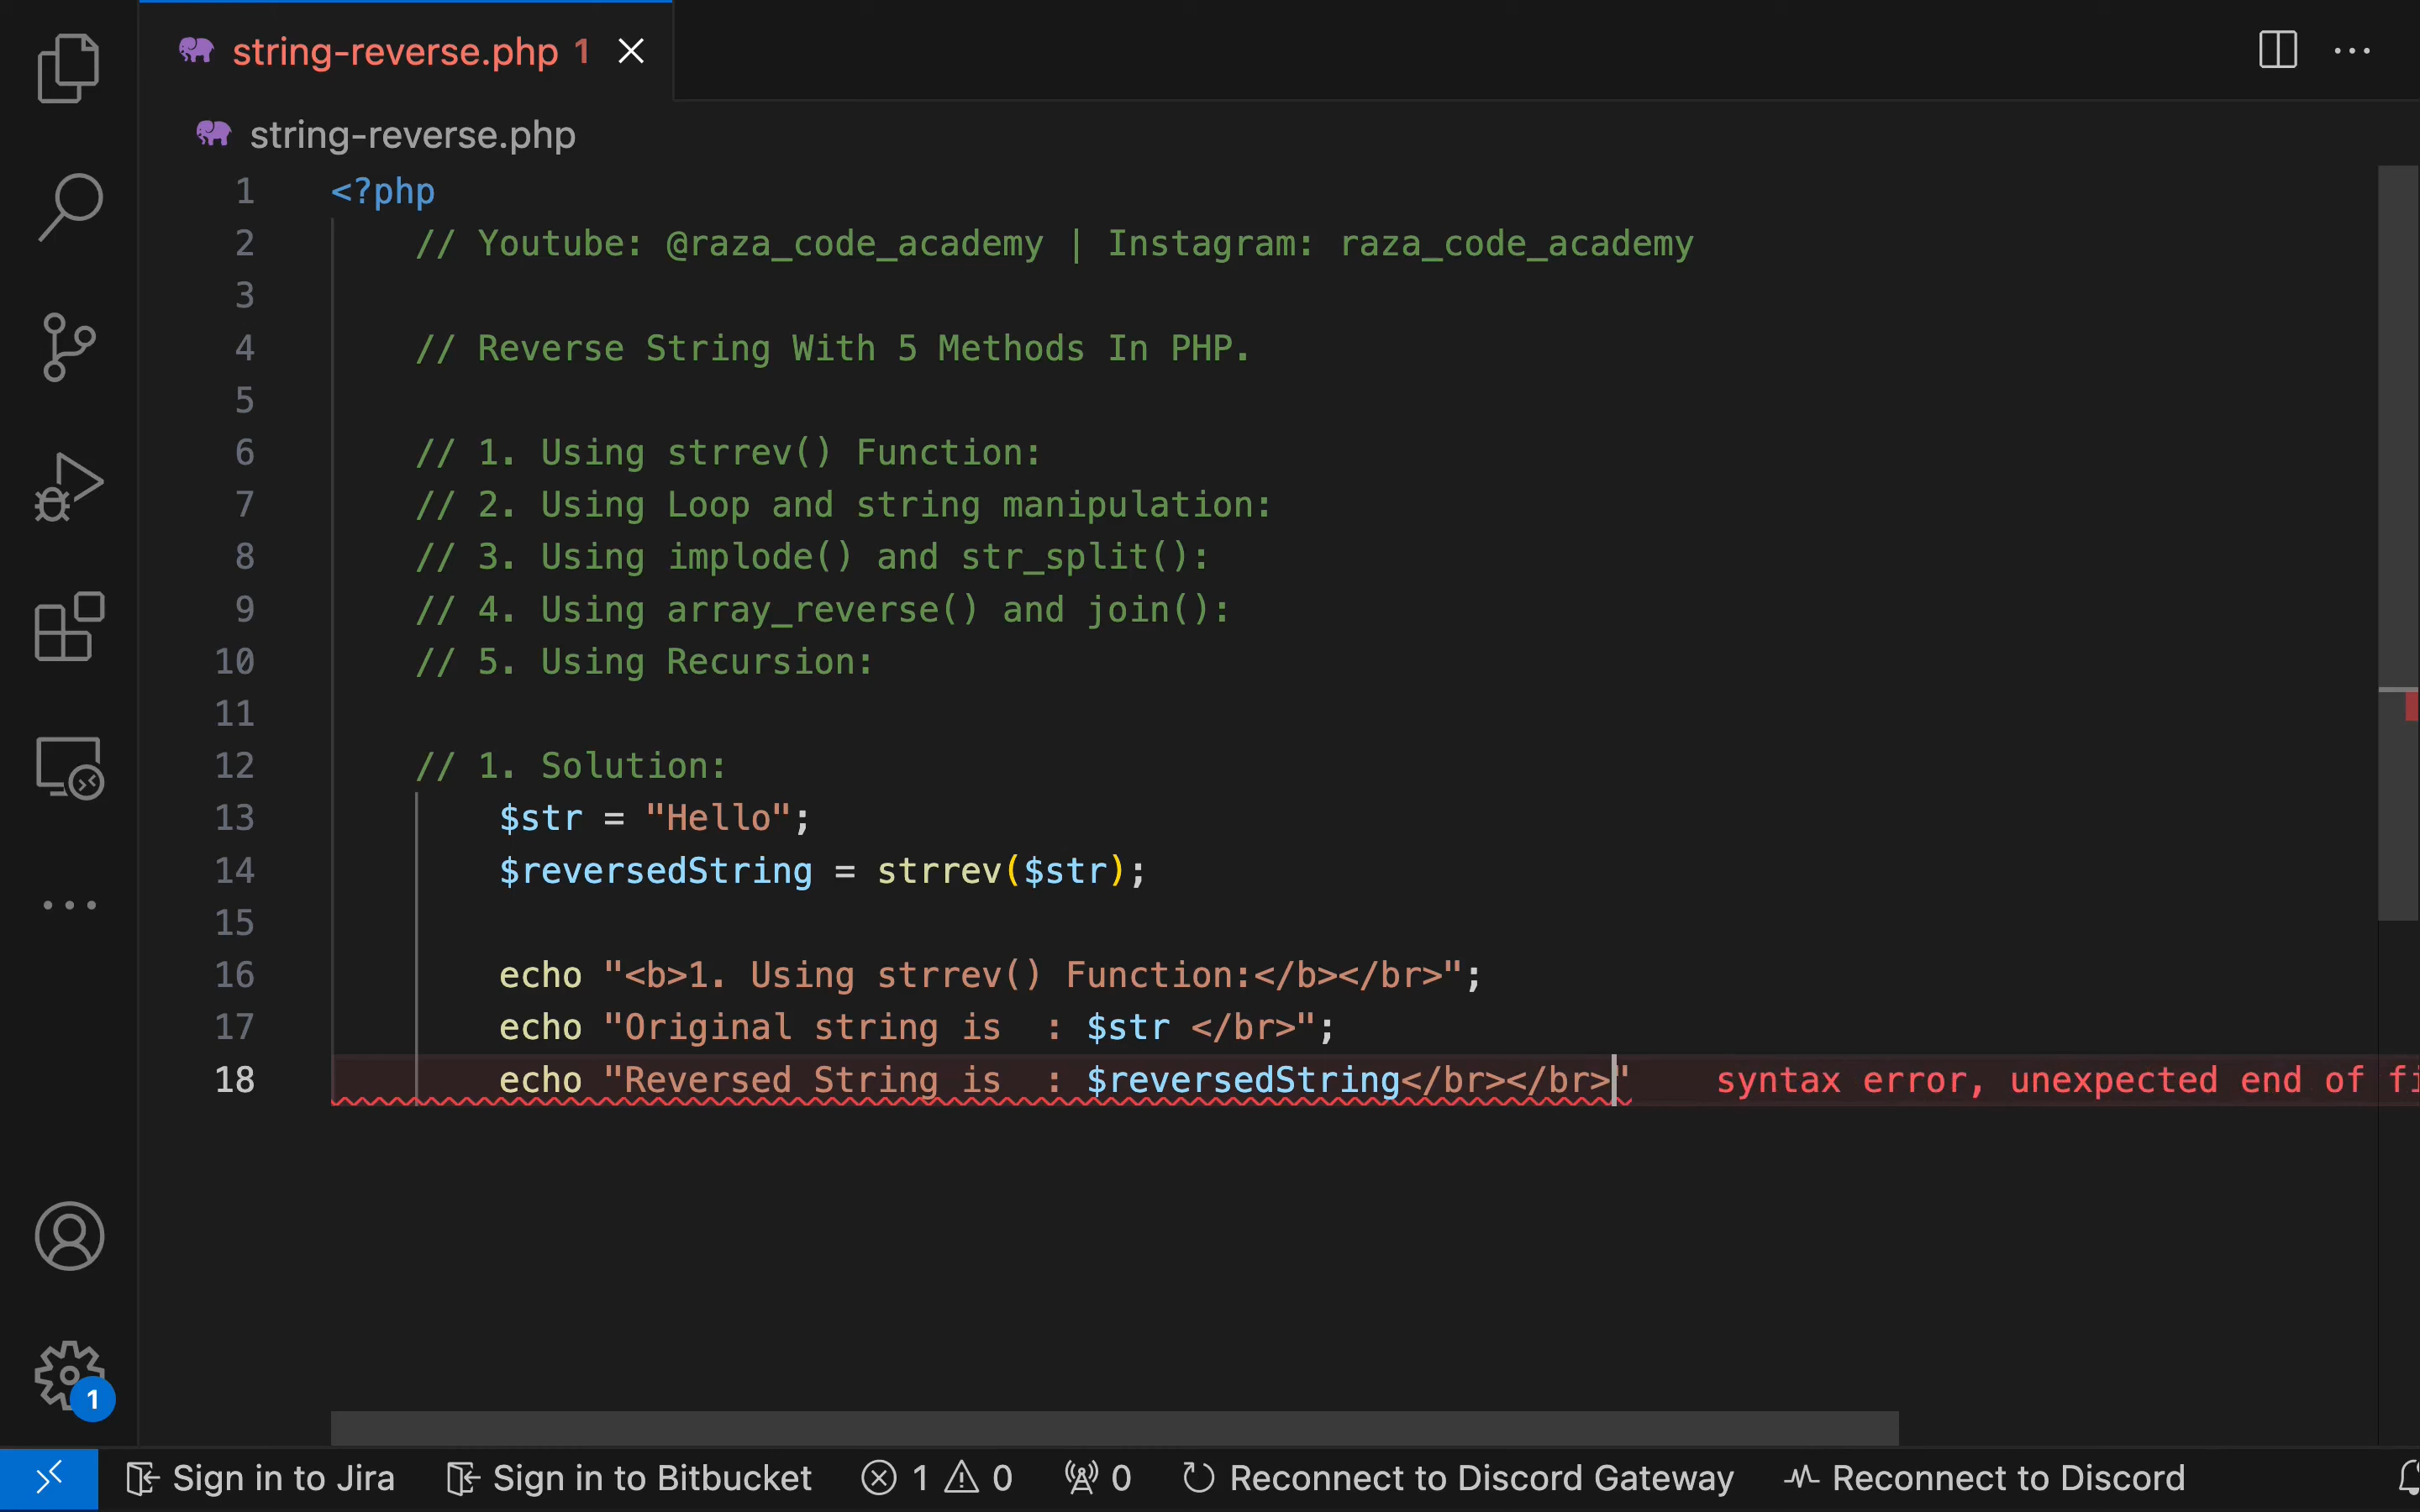 string-reverse.php 1
string-reverse.php
1 <?php
2 // Youtube: @raza_code_academy | Instagram: raza_code_academy
3
4 // Reverse String With 5 Methods In PHP.
5
6 // 1. Using strrev() Function:
7 // 2. Using Loop and string manipulation:
8 // 3. Using implode() and str_split():
9 // 4. Using array_reverse() and join():
10 // 5. Using Recursion:
11
12 // 1. Solution:
13 $str = "Hello";
14 $reversedString = strrev($str);
15
16 echo "<b>1. Using strrev() Function:</b></br>";
17 echo "Original string is  : $str </br>";
18 echo "Reversed String is  : $reversedString</br></br>" syntax error, unexpected end of fi
1
Sign in to Jira Sign in to Bitbucket 1 0 0 Reconnect to Discord Gateway Reconnect to Discord